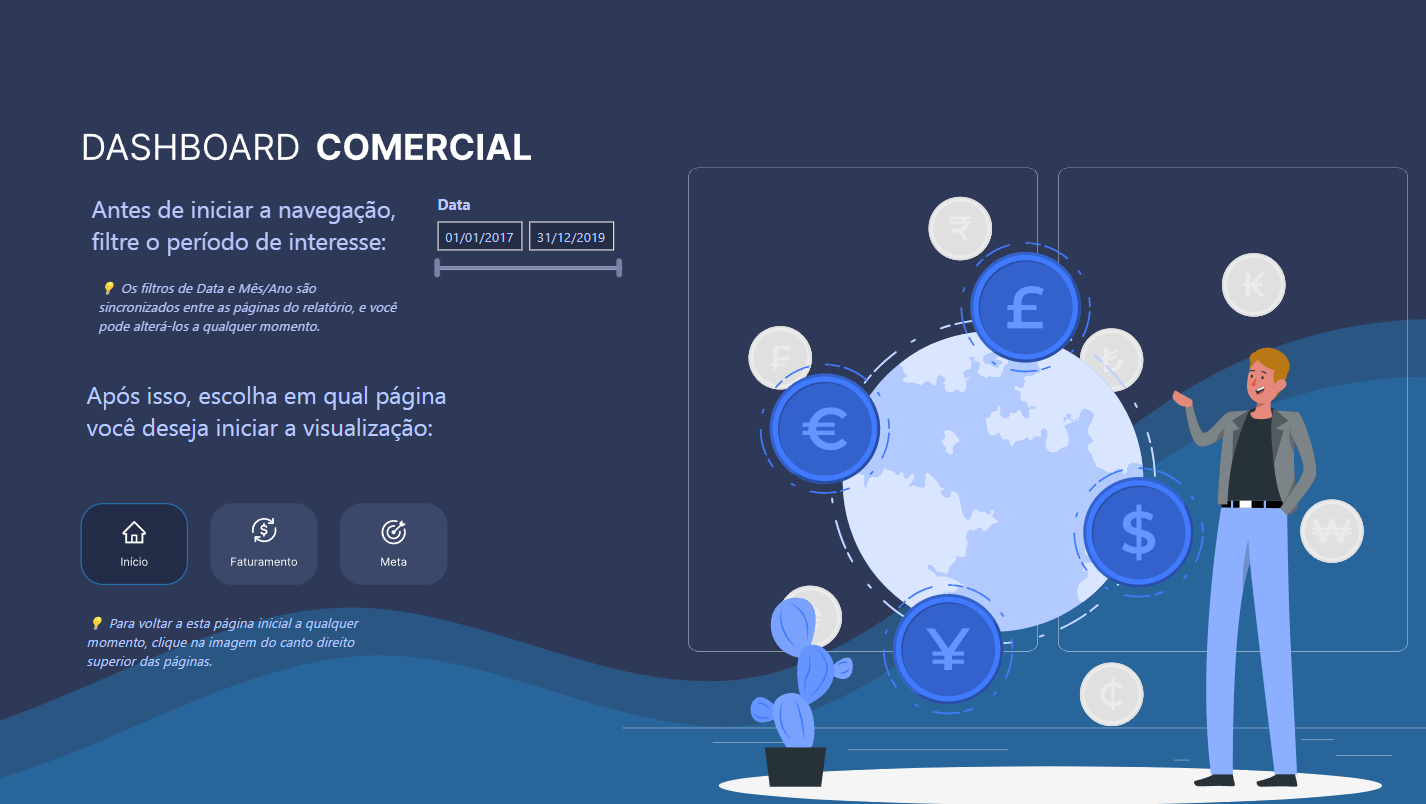 DASHBOARD COMERCIAL
Antes de iniciar a navegação,
filtre o período de interesse:
Data
01/01/2017 31/12/2019
💡 Os filtros de Data e Mês/Ano são
sincronizados entre as páginas do relatório, e você
pode alterá-los a qualquer momento.
Após isso, escolha em qual página
você deseja iniciar a visualização:
Início Faturamento Meta
💡 Para voltar a esta página inicial a qualquer
momento, clique na imagem do canto direito
superior das páginas.
₹
£
₭
₣
₺
€
$
₩
¥
₵